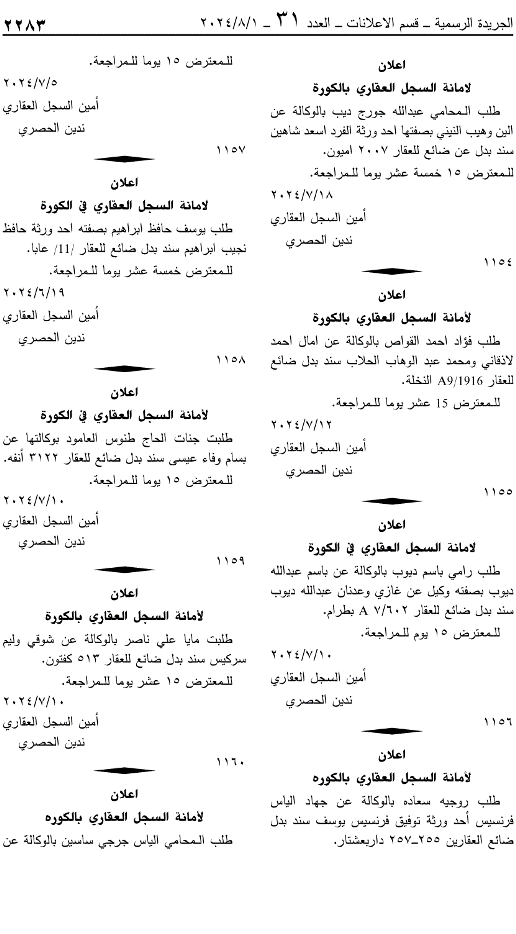 الجريدة الرسمية ــ قسم الاعلانات ــ العدد ٣١ ــ ٢٠٢٤/٨/١
٢٢٨٣
اعلان
لامانة السجل العقاري بالكورة
طلب المحامي عبدالله جورج ديب بالوكالة عن
الين وهيب النيني بصفتها احد ورثة الفرد اسعد شاهين
سند بدل عن ضائع للعقار ٢٠٠٧ اميون.
للمعترض ١٥ خمسة عشر يوما للمراجعة.
٢٠٢٤/٧/١٨
أمين السجل العقاري
ندين الحصري
١١٥٤
اعلان
لأمانة السجل العقاري بالكورة
طلب فؤاد احمد القواص بالوكالة عن امال احمد
لاذقاني ومحمد عبد الوهاب الحلاب سند بدل ضائع
للعقار A9/1916 النخلة.
للمعترض 15 عشر يوما للمراجعة.
٢٠٢٤/٧/١٢
أمين السجل العقاري
ندين الحصري
١١٥٥
اعلان
لامانة السجل العقاري في الكورة
طلب رامي باسم ديوب بالوكالة عن باسم عبدالله
ديوب بصفته وكيل عن غازي وعدنان عبدالله ديوب
سند بدل ضائع للعقار ٧/٦٠٢ A بطرام.
للمعترض ١٥ يوم للمراجعة.
٢٠٢٤/٧/١٠
أمين السجل العقاري
ندين الحصري
١١٥٦
اعلان
لأمانة السجل العقاري بالكوره
طلب روجيه سعاده بالوكالة عن جهاد الياس
فرنسيس أحد ورثة توفيق فرنسيس يوسف سند بدل
ضائع العقارين ٢٥٥ــ٢٥٧ داربعشتار.
للمعترض ١٥ يوما للمراجعة.
٢٠٢٤/٧/٥
أمين السجل العقاري
ندين الحصري
١١٥٧
اعلان
لامانة السجل العقاري في الكورة
طلب يوسف حافظ ابراهيم بصفته احد ورثة حافظ
نجيب ابراهيم سند بدل ضائع للعقار /11/ عابا.
للمعترض خمسة عشر يوما للمراجعة.
٢٠٢٤/٦/١٩
أمين السجل العقاري
ندين الحصري
١١٥٨
اعلان
لأمانة السجل العقاري في الكورة
طلبت جنات الحاج طنوس العامود بوكالتها عن
بسام وفاء عيسى سند بدل ضائع للعقار ٣١٢٢ أنفه.
للمعترض ١٥ يوما للمراجعة.
٢٠٢٤/٧/١٠
أمين السجل العقاري
ندين الحصري
١١٥٩
اعلان
لأمانة السجل العقاري بالكورة
طلبت مايا علي ناصر بالوكالة عن شوقي وليم
سركيس سند بدل ضائع للعقار ٥١٣ كفتون.
للمعترض ١٥ عشر يوما للمراجعة.
٢٠٢٤/٧/١٠
أمين السجل العقاري
ندين الحصري
١١٦٠
اعلان
لأمانة السجل العقاري بالكوره
طلب المحامي الياس جرجي ساسين بالوكالة عن